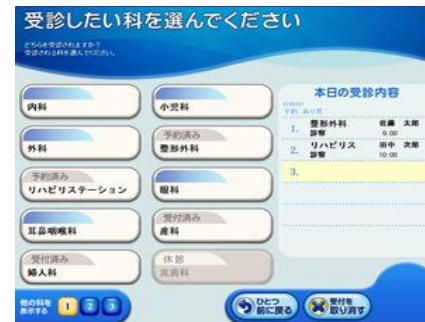 受診したい科を選んでください
どちらを受診されますか？
受診される科を選んでください。
内科
小児科
外科
予約済み
整形外科
予約済み
リハビリステーション
眼科
耳鼻咽喉科
受付済み
産科
受付済み
婦人科
休診
皮膚科
本日の受診内容
予約 あり児
1. 整形外科 佐藤 太郎
診察 9:00
2. リハビリス 田中 次郎
診察 10:00
3.
他の科を
表示する
1 2 3
ひとつ
前に戻る
受付を
取り消す